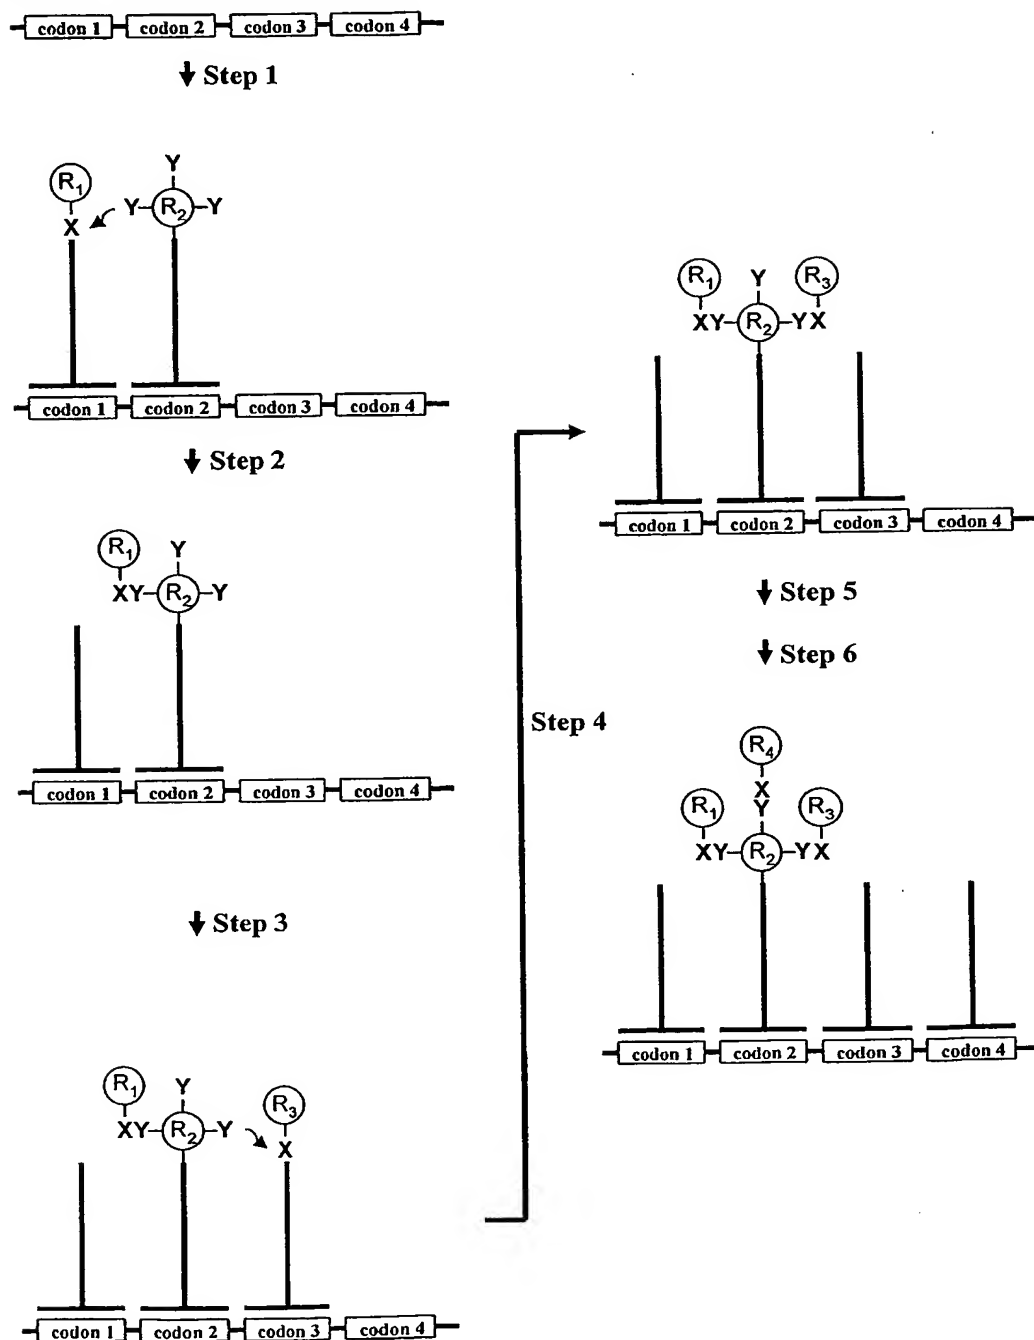 codon 1 codon 2 codon 3 codon 4
Step 1
Y
R1
Y R2 Y
X
codon 1 codon 2 codon 3 codon 4
Step 2
R1
Y
XY R2 Y
codon 1 codon 2 codon 3 codon 4
Step 3
R1
Y
R3
XY R2 Y
X
codon 1 codon 2 codon 3 codon 4
Step 4
R1
Y
R3
XY R2 YX
codon 1 codon 2 codon 3 codon 4
Step 5
Step 6
R4
X
Y
R1
R3
XY R2 YX
codon 1 codon 2 codon 3 codon 4